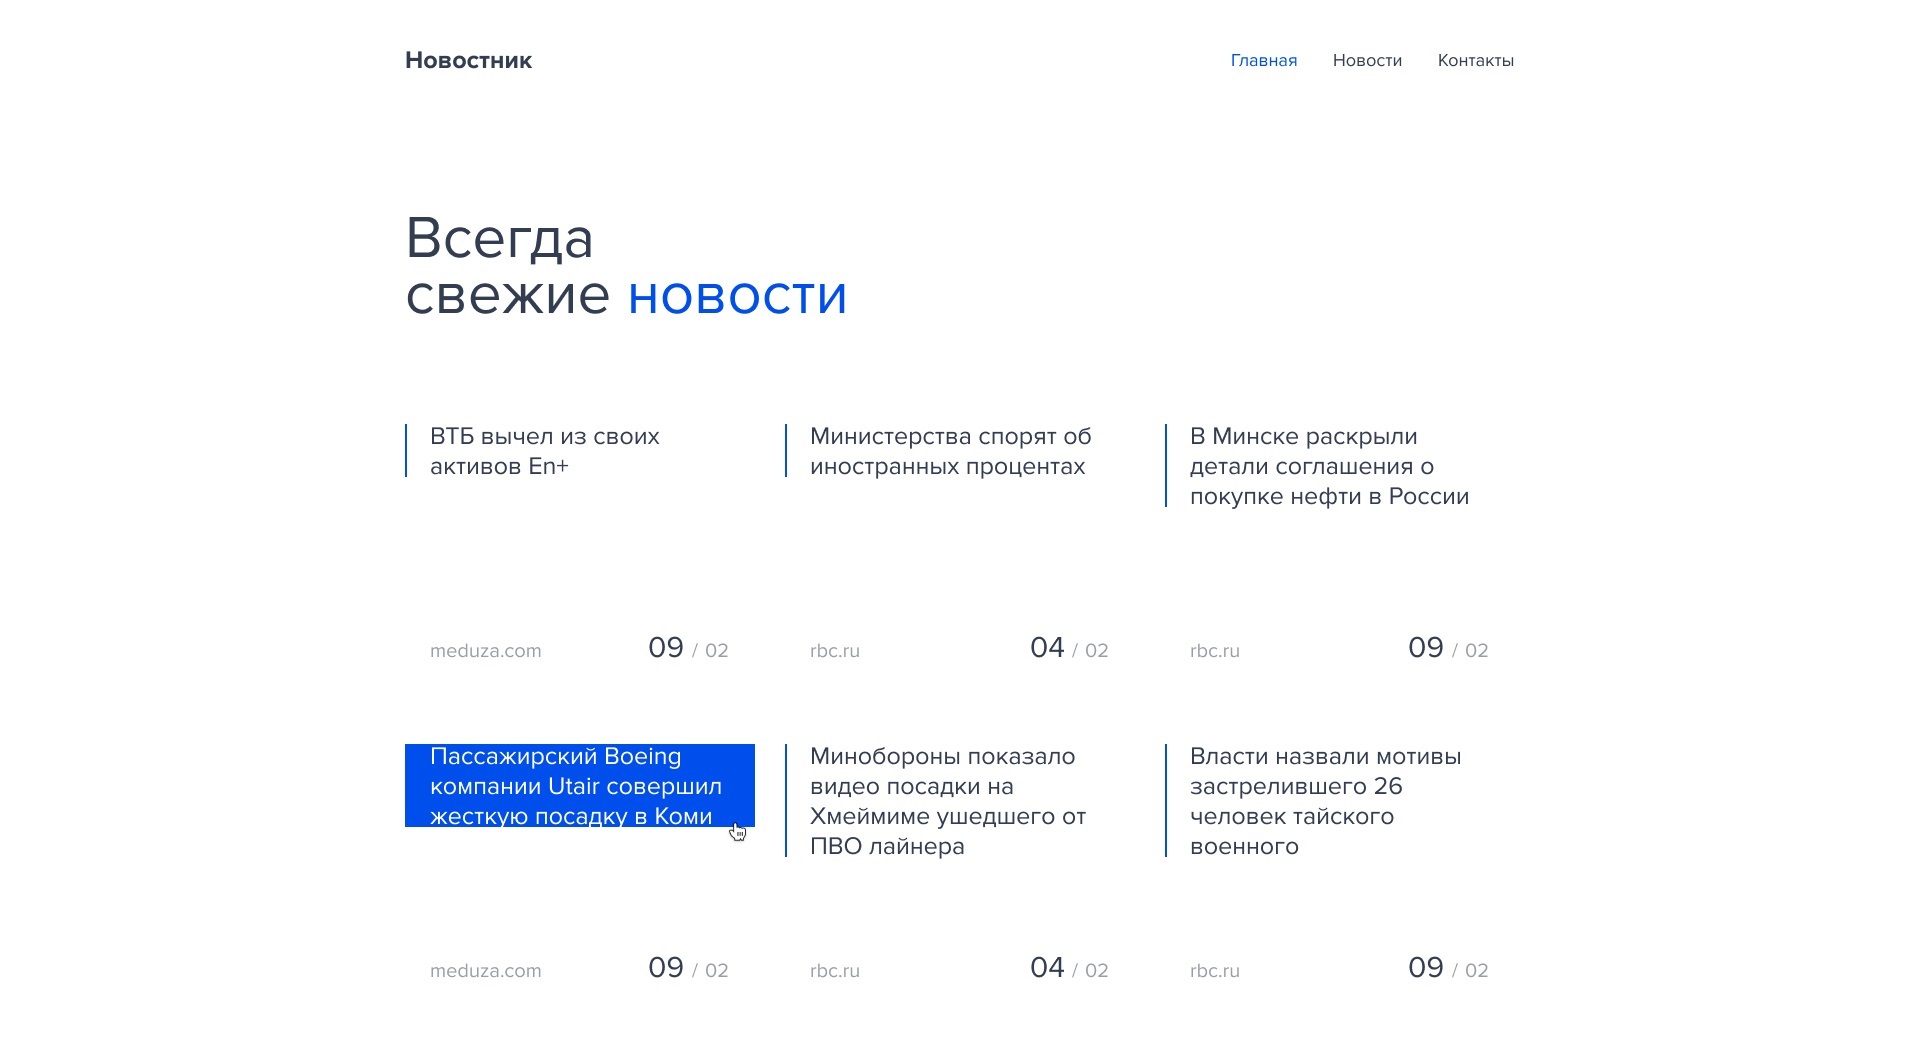 Новостник
Главная Новости Контакты
Всегда
свежие новости
ВТБ вычел из своих
активов En+
meduza.com 09 / 02
Министерства спорят об
иностранных процентах
rbc.ru 04 / 02
В Минске раскрыли
детали соглашения о
покупке нефти в России
rbc.ru 09 / 02
Пассажирский Boeing
компании Utair совершил
жесткую посадку в Коми
meduza.com 09 / 02
Минобороны показало
видео посадки на
Хмеймиме ушедшего от
ПВО лайнера
rbc.ru 04 / 02
Власти назвали мотивы
застрелившего 26
человек тайского
военного
rbc.ru 09 / 02